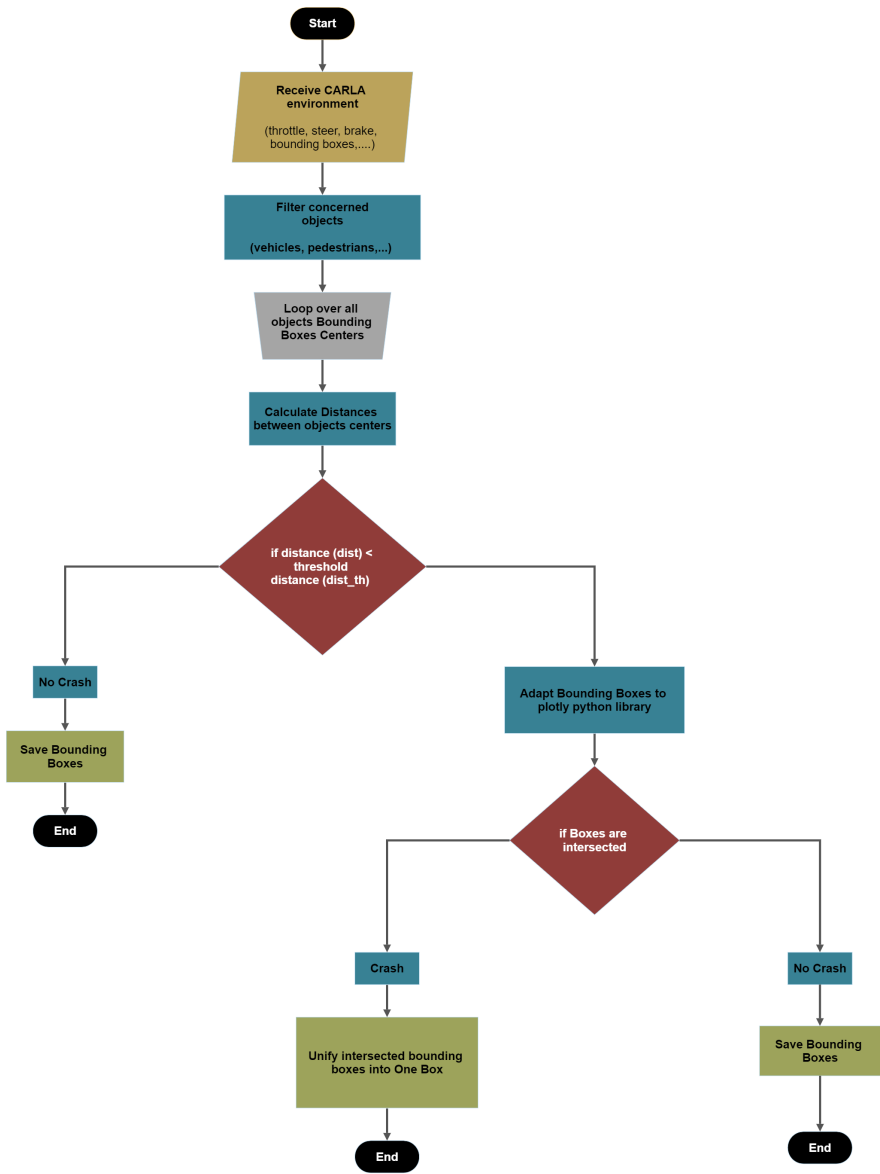 Start
Receive CARLA
environment
(throttle, steer, brake,
bounding boxes,....)
Filter concerned
objects
(vehicles, pedestrians,...)
Loop over all
objects Bounding
Boxes Centers
Calculate Distances
between objects centers
if distance (dist) <
threshold
distance (dist_th)
No Crash
Save Bounding
Boxes
End
Adapt Bounding Boxes to
plotly python library
if Boxes are
intersected
Crash
Unify intersected bounding
boxes into One Box
End
No Crash
Save Bounding
Boxes
End